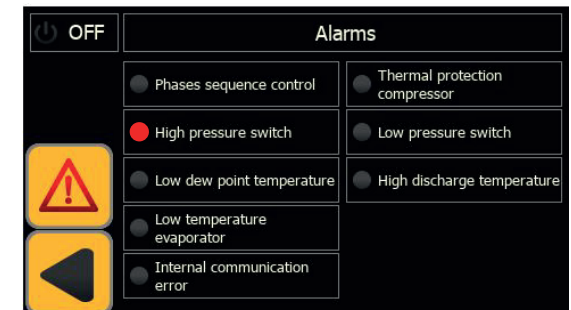 OFF
Alarms
Phases sequence control
Thermal protection
compressor
High pressure switch
Low pressure switch
Low dew point temperature
High discharge temperature
Low temperature
evaporator
Internal communication
error